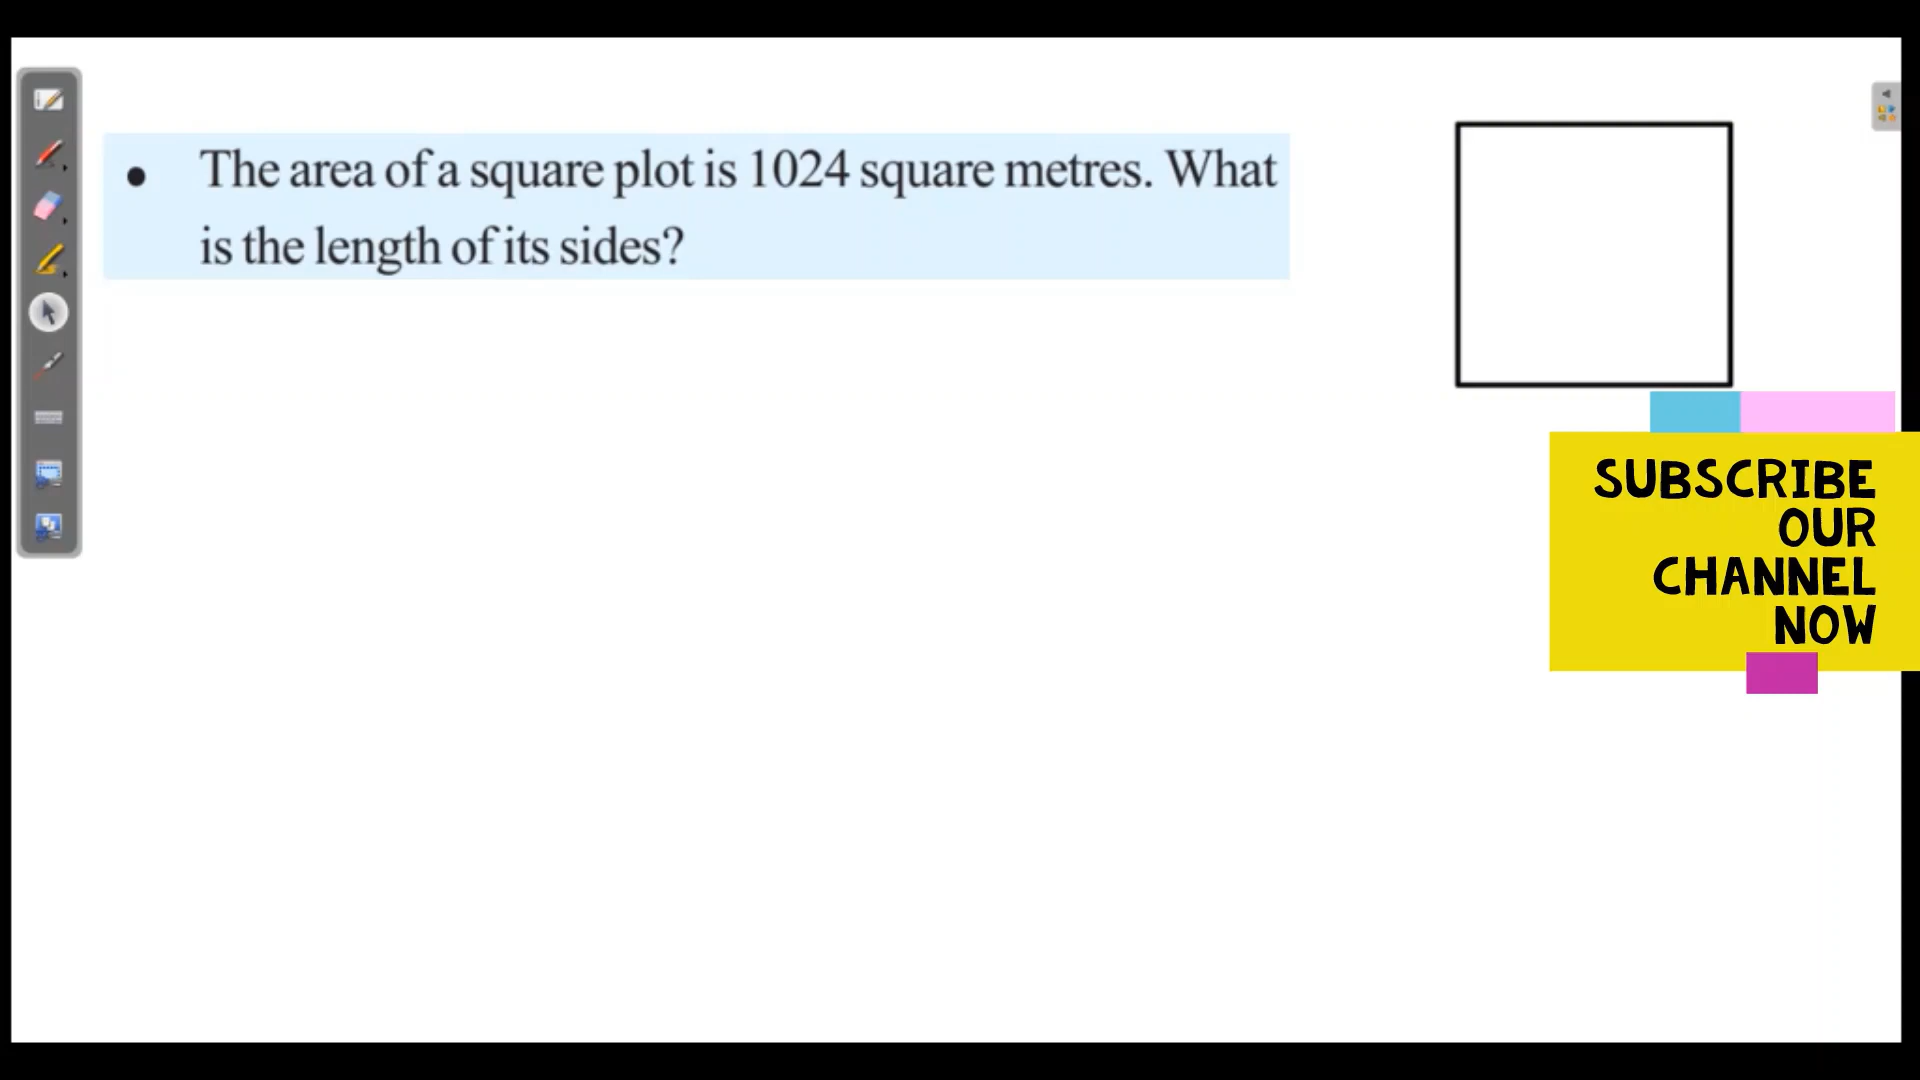 • The area of a square plot is 1024 square metres. What
is the length of its sides?
SUBSCRIBE
OUR
CHANNEL
NOW